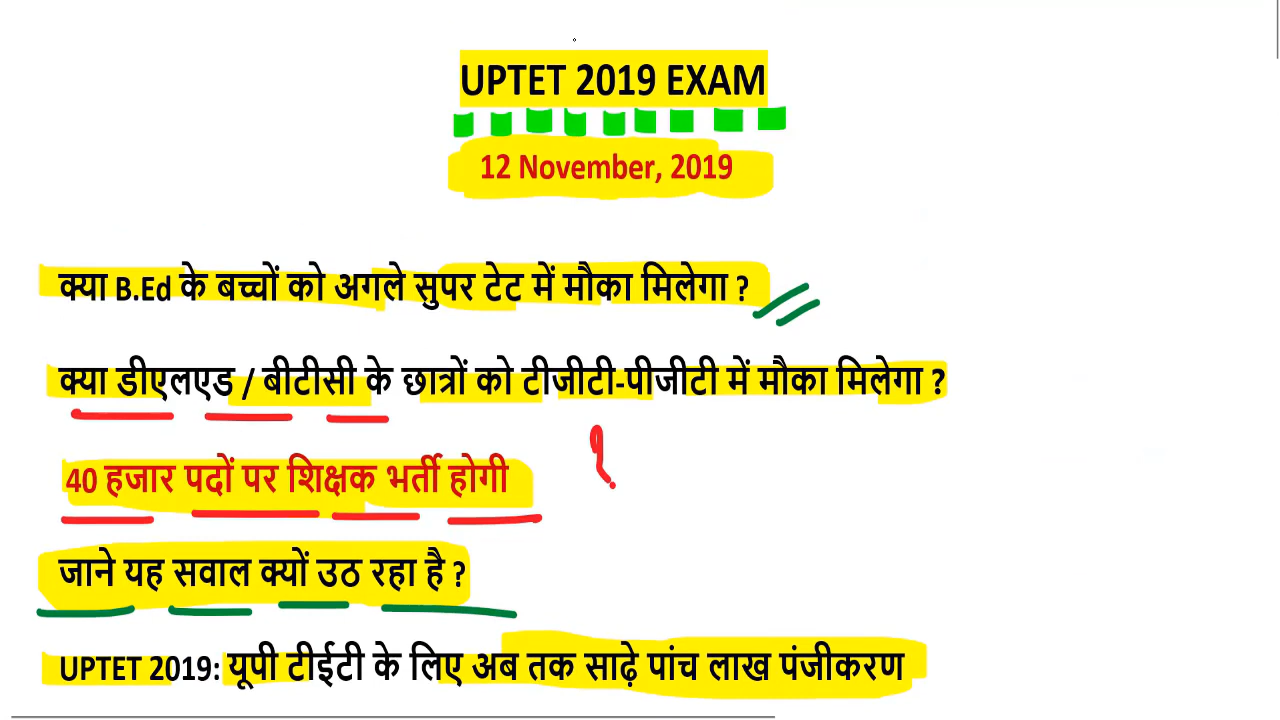 UPTET 2019 EXAM
12 November, 2019
क्या B.Ed के बच्चों को अगले सुपर टेट में मौका मिलेगा ?
क्या डीएलएड / बीटीसी के छात्रों को टीजीटी-पीजीटी में मौका मिलेगा ?
40 हजार पदों पर शिक्षक भर्ती होगी
जाने यह सवाल क्यों उठ रहा है ?
UPTET 2019: यूपी टीईटी के लिए अब तक साढ़े पांच लाख पंजीकरण